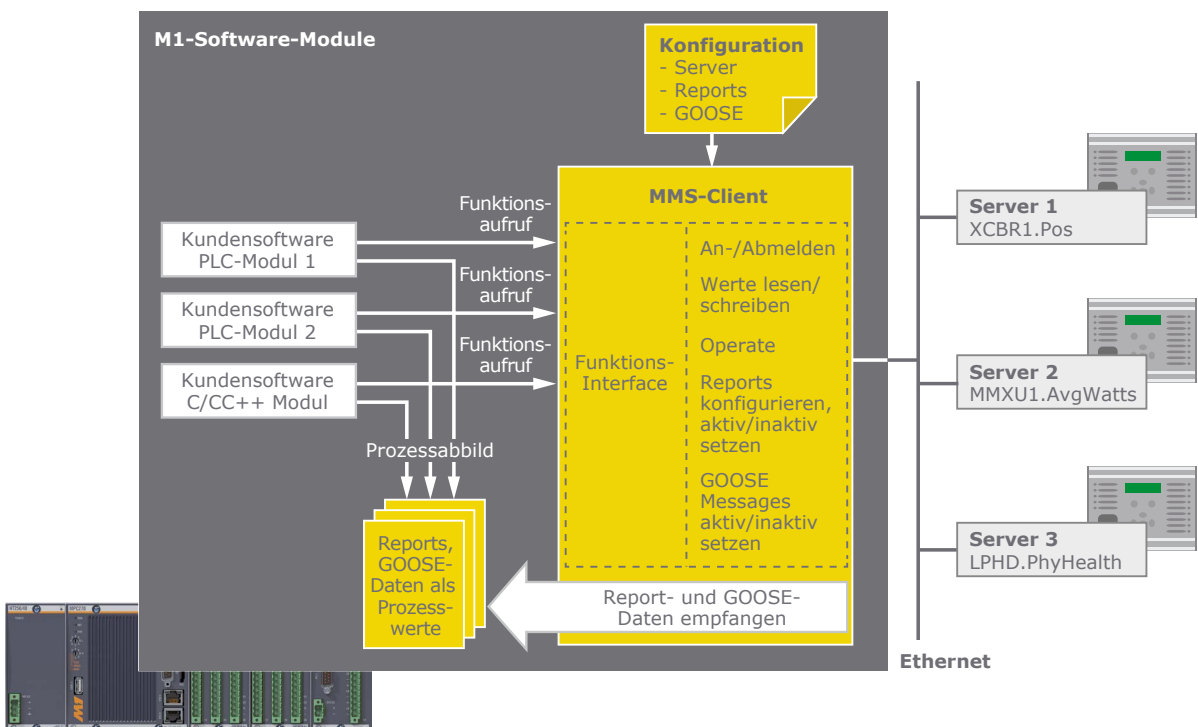 M1-Software-Module
Konfiguration
- Server
- Reports
- GOOSE
MMS-Client
Funktions-
aufruf
Kundensoftware
PLC-Modul 1
Funktions-
aufruf
Kundensoftware
PLC-Modul 2
Funktions-
aufruf
Kundensoftware
C/CC++ Modul
Funktions-
Interface
An-/Abmelden
Werte lesen/
schreiben
Operate
Reports
konfigurieren,
aktiv/inaktiv
setzen
GOOSE
Messages
aktiv/inaktiv
setzen
Prozessabbild
Reports,
GOOSE-
Daten als
Prozess-
werte
Report- und GOOSE-
Daten empfangen
Server 1
XCBR1.Pos
Server 2
MMXU1.AvgWatts
Server 3
LPHD.PhyHealth
Ethernet